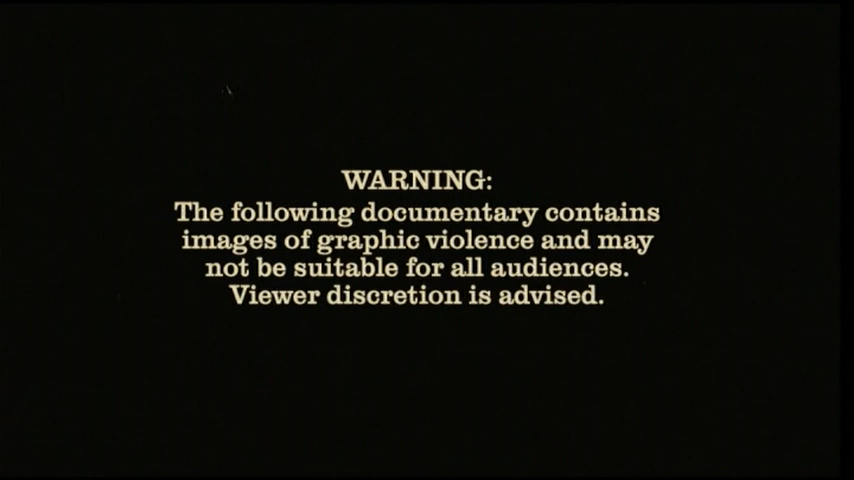 WARNING:
The following documentary contains
images of graphic violence and may
not be suitable for all audiences.
Viewer discretion is advised.